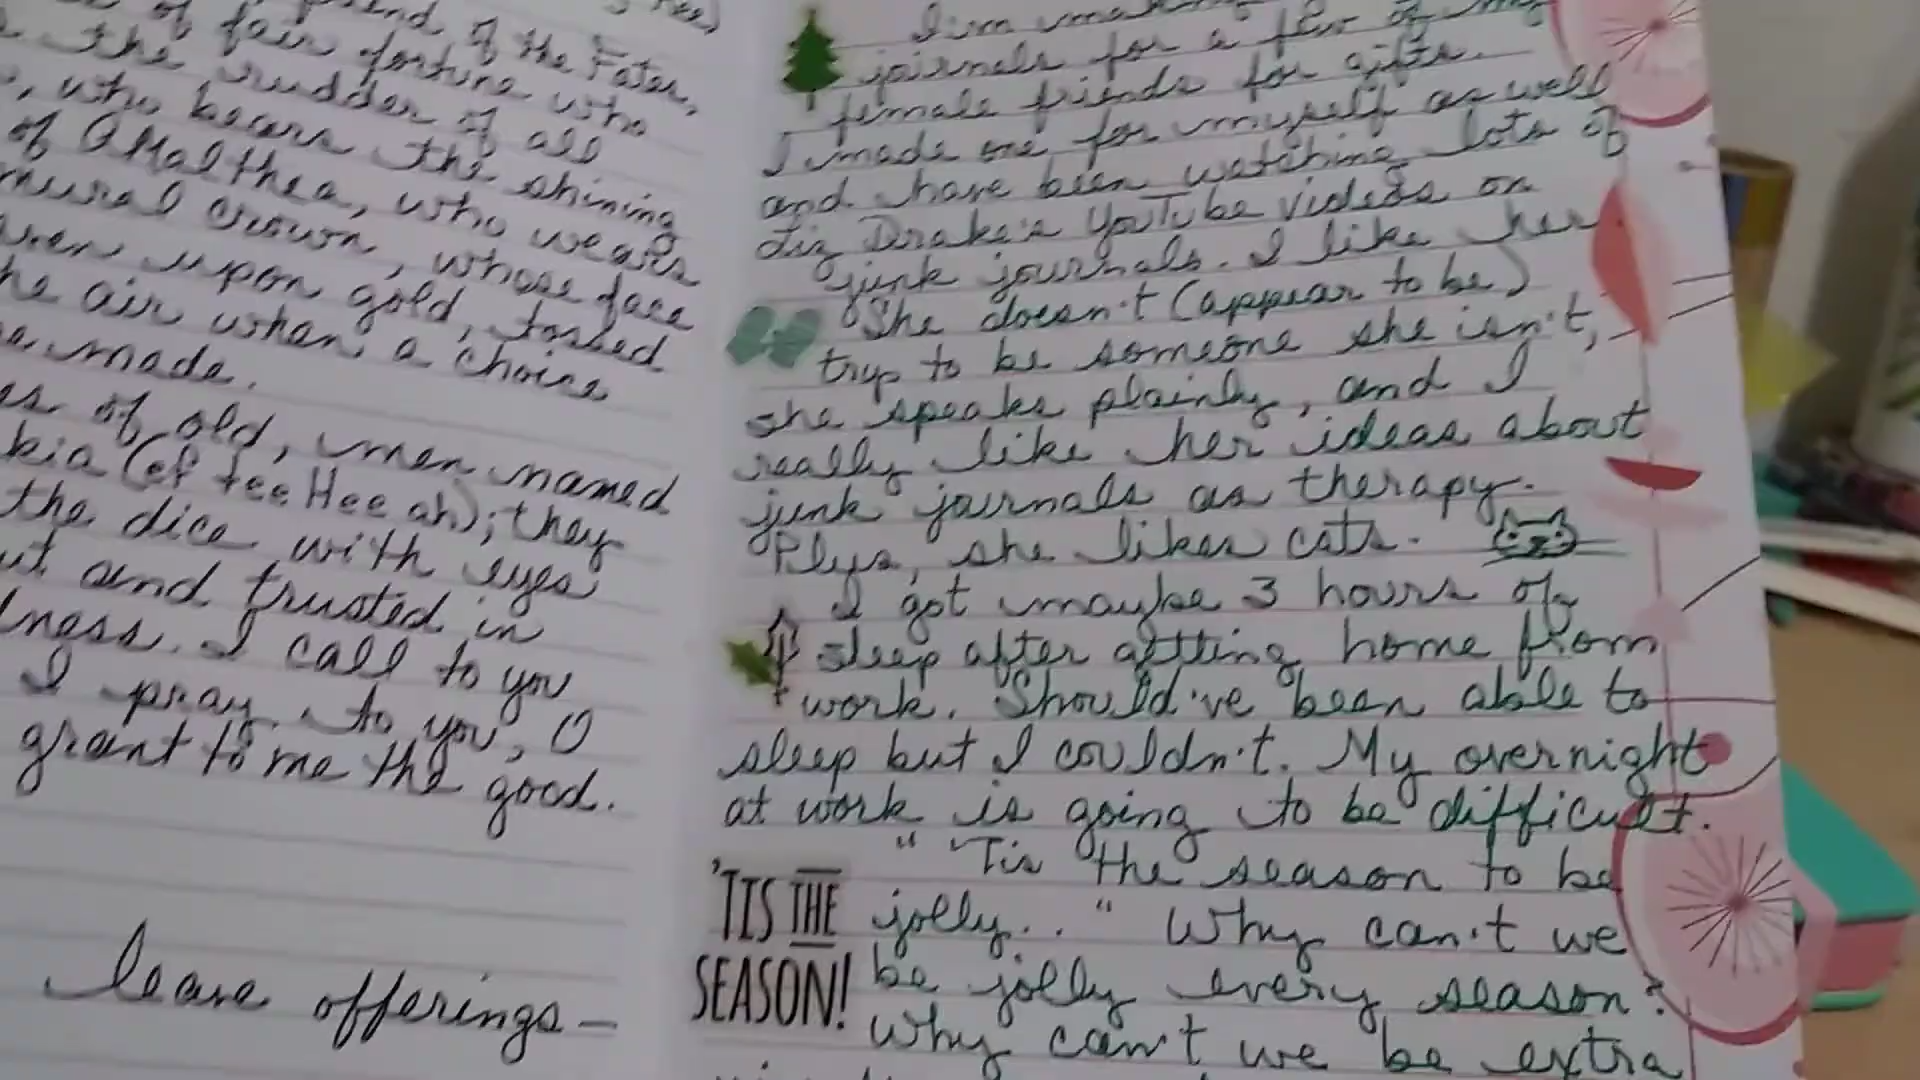 of the Fates,
of fair fortune who
the rudder of all
who bears the shining
of Amalthea, who wears
mural crown, whose face
upon gold, tossed
he air when a choice
made.
of old, men named
kia (ef tee Hee ah); they
the dice with eyes
and trusted in
I call to you
I pray, to you, O
grant to me the good.
leave offerings—
I'm making
joirnels for a few of my
female friends for gifts.
I made one for myself as well
and have been watching lots of
Liz Drake's YouTube videos on
junk journals. I like her
She doesn't (appear to be)
try to be someone she isn't,
she speaks plainly, and I
really like her ideas about
junk journals as therapy.
Plys, she likes cats.
I got maybe 3 hours of
sleep after getting home from
work. Should've been able to
sleep but I couldn't. My overnight
at work is going to be difficult.
" 'Tis the season to be
jolly.. " Why can't we
'TIS THE
SEASON!
be jolly every season?
Why can't we be extra